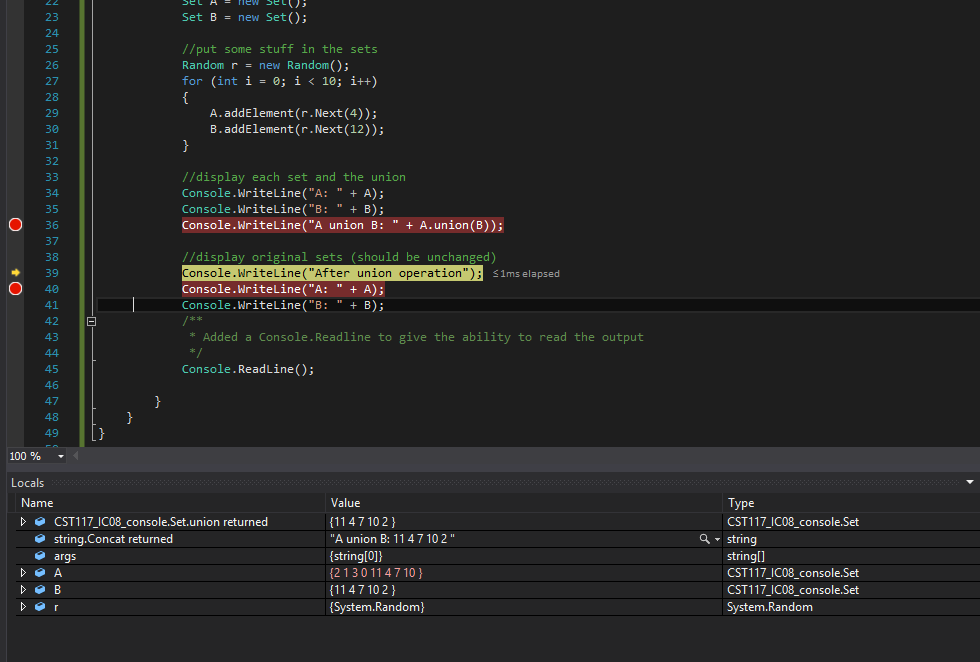 22 Set A = new Set();
23 Set B = new Set();
24
25 //put some stuff in the sets
26 Random r = new Random();
27 for (int i = 0; i < 10; i++)
28 {
29 A.addElement(r.Next(4));
30 B.addElement(r.Next(12));
31 }
32
33 //display each set and the union
34 Console.WriteLine("A: " + A);
35 Console.WriteLine("B: " + B);
36 Console.WriteLine("A union B: " + A.union(B));
37
38 //display original sets (should be unchanged)
39 Console.WriteLine("After union operation"); ≤1ms elapsed
40 Console.WriteLine("A: " + A);
41 Console.WriteLine("B: " + B);
42 /**
43 * Added a Console.Readline to give the ability to read the output
44 */
45 Console.ReadLine();
46
47 }
48 }
49 }
100 %
Locals
Name Value Type
CST117_IC08_console.Set.union returned {11 4 7 10 2 } CST117_IC08_console.Set
string.Concat returned "A union B: 11 4 7 10 2 " string
args {string[0]} string[]
A {2 1 3 0 11 4 7 10 } CST117_IC08_console.Set
B {11 4 7 10 2 } CST117_IC08_console.Set
r {System.Random} System.Random